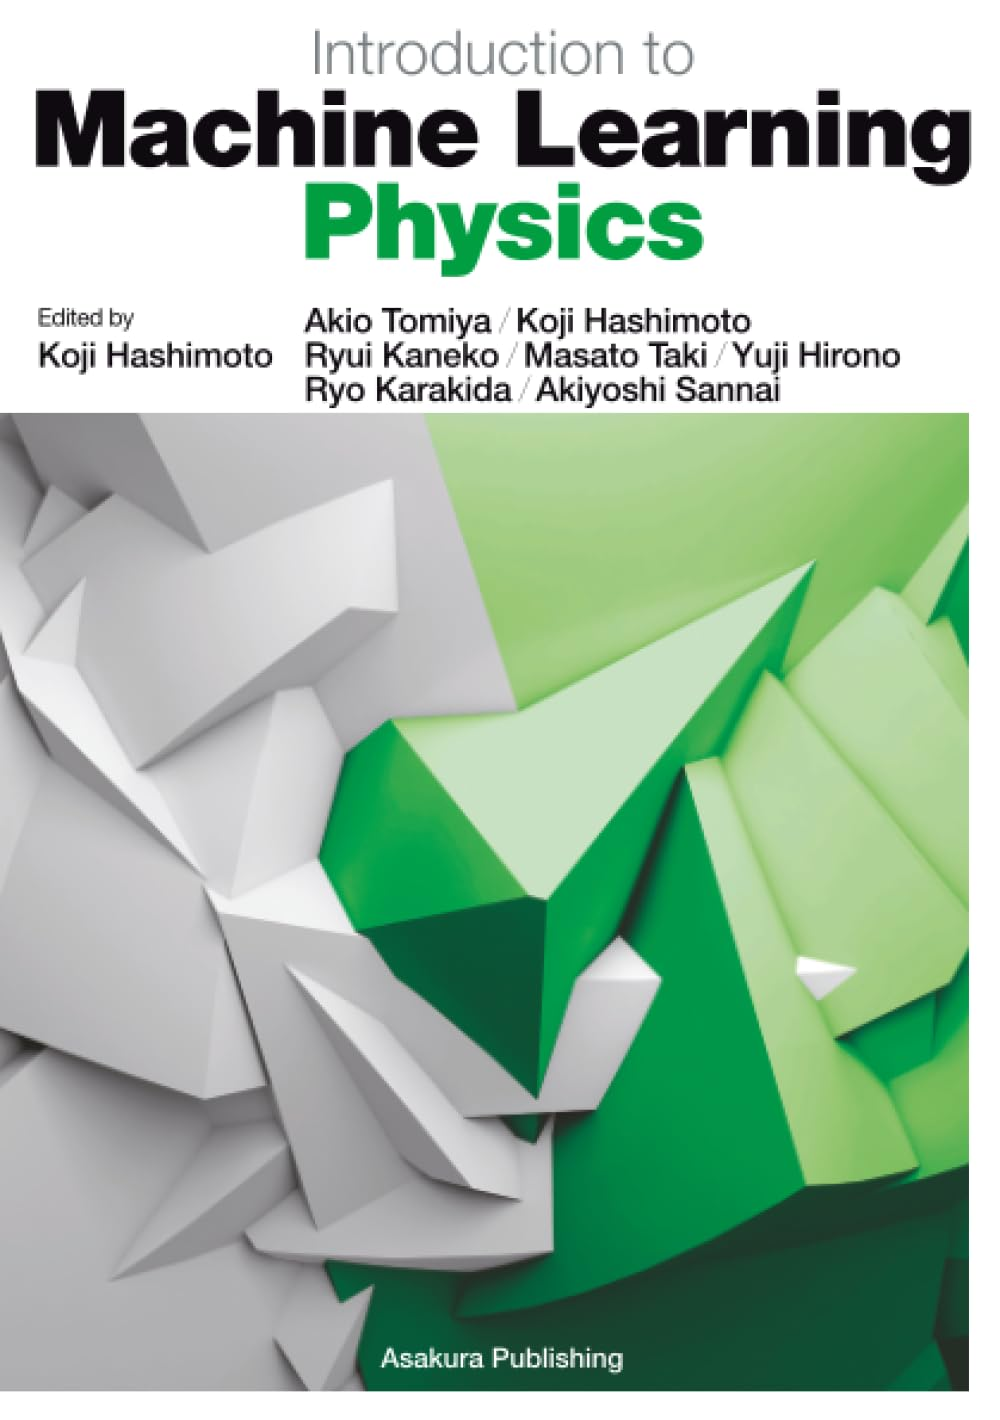 Introduction to
Machine Learning
Physics
Edited by
Koji Hashimoto
Akio Tomiya / Koji Hashimoto
Ryui Kaneko / Masato Taki / Yuji Hirono
Ryo Karakida / Akiyoshi Sannai
Asakura Publishing